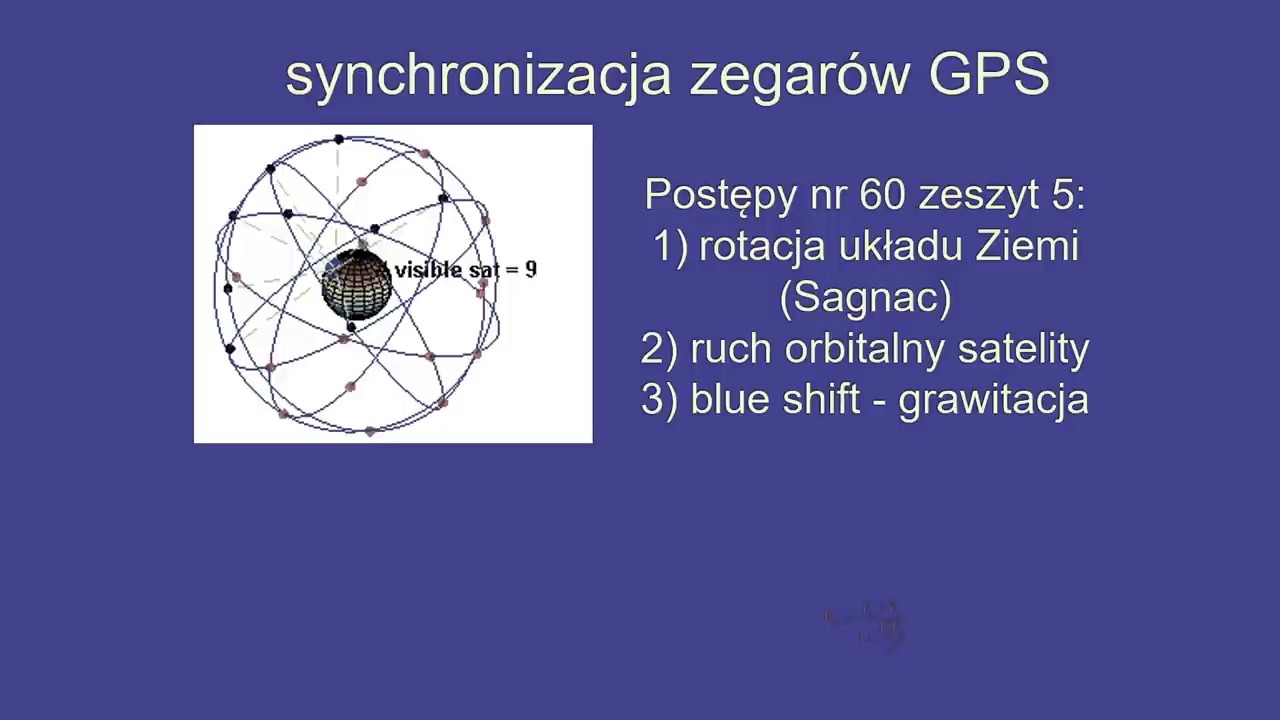 synchronizacja zegarów GPS
visible sat = 9
Postępy nr 60 zeszyt 5:
1) rotacja układu Ziemi
(Sagnac)
2) ruch orbitalny satelity
3) blue shift - grawitacja